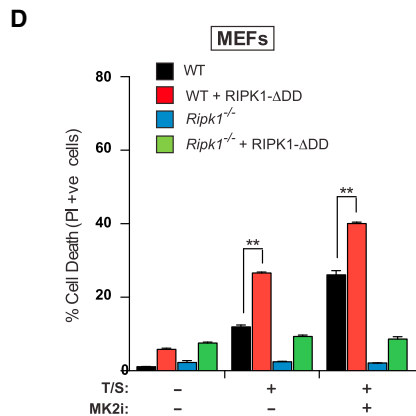 D
MEFs
WT
WT + RIPK1-ΔDD
Ripk1-/-
Ripk1-/- + RIPK1-ΔDD
% Cell Death (PI +ve cells)
80
60
40
20
0
**
**
T/S: – + +
MK2i: – – +